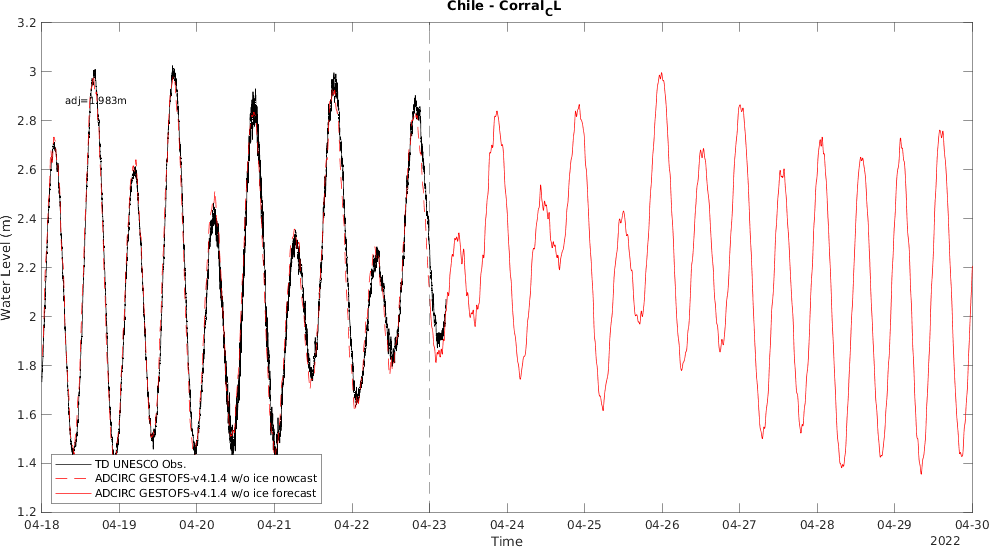 Chile - Corral_CL
adj=1.983m
Water Level (m)
3.2
3
2.8
2.6
2.4
2.2
2
1.8
1.6
1.4
1.2
TD UNESCO Obs.
ADCIRC GESTOFS-v4.1.4 w/o ice nowcast
ADCIRC GESTOFS-v4.1.4 w/o ice forecast
04-18 04-19 04-20 04-21 04-22 04-23 04-24 04-25 04-26 04-27 04-28 04-29 04-30
Time
2022